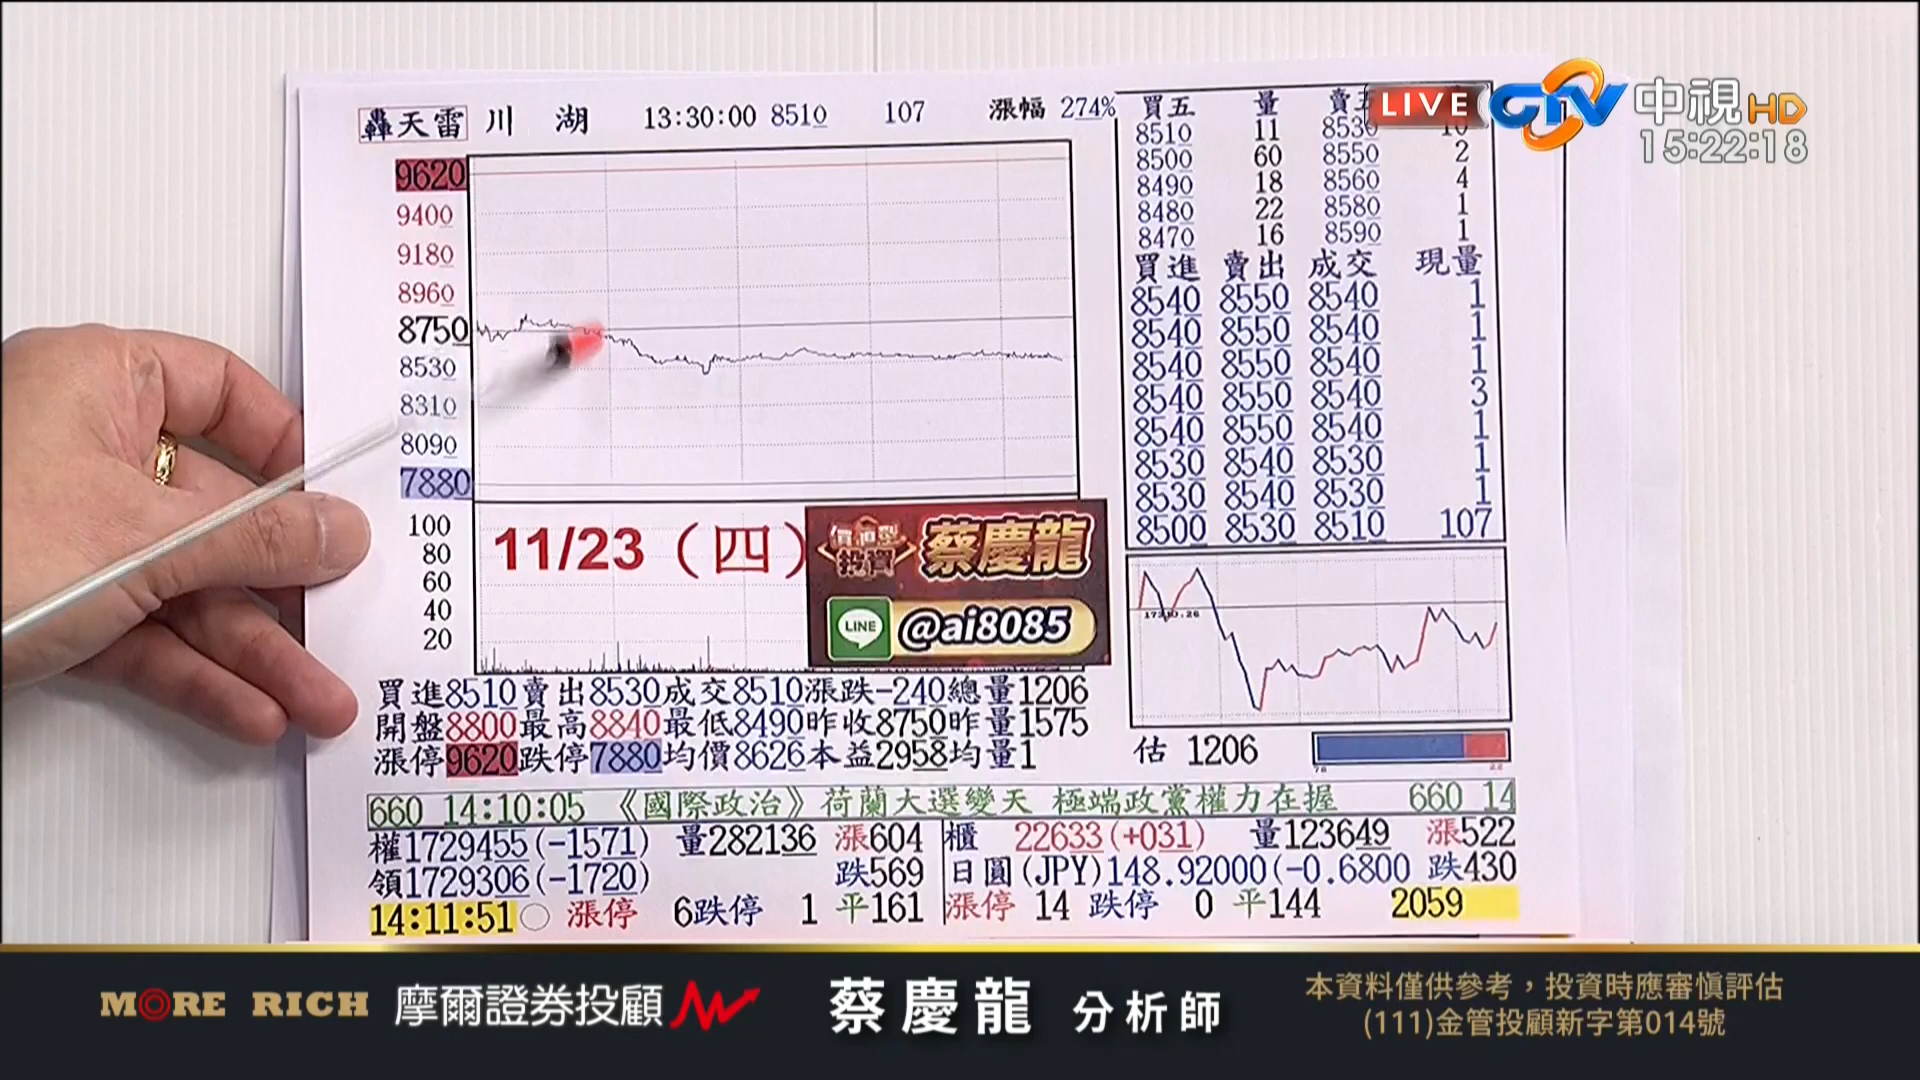 轟天雷 川 湖 13:30:00 8510 107 漲幅 274%
9620
9400
9180
8960
8750
8530
8310
8090
7880
100
80
60
40
20
11/23（四）
價值型
投資
蔡慶龍
LINE
@ai8085
買五 量 賣五
8510 11 8530 10
8500 60 8550 2
8490 18 8560 4
8480 22 8580 1
8470 16 8590 1
買進 賣出 成交 現量
8540 8550 8540 1
8540 8550 8540 1
8540 8550 8540 1
8540 8550 8540 3
8540 8550 8540 1
8530 8540 8530 1
8530 8540 8530 1
8500 8530 8510 107
估 1206
78 22
買進8510賣出8530成交8510漲跌-240總量1206
開盤8800最高8840最低8490昨收8750昨量1575
漲停9620跌停7880均價8626本益2958均量1
660 14:10:05 《國際政治》荷蘭大選變天 極端政黨權力在握 660 14
權1729455(-1571) 量282136 漲604 櫃 22633(+031) 量123649 漲522
領1729306(-1720) 跌569 日圓(JPY)148.92000(-0.6800 跌430
14:11:51 漲停 6跌停 1 平161 漲停 14 跌停 0 平144 2059
LIVE CTV 中視HD
15:22:18
MORE RICH 摩爾證券投顧 蔡慶龍 分析師
本資料僅供參考，投資時應審慎評估
(111)金管投顧新字第014號